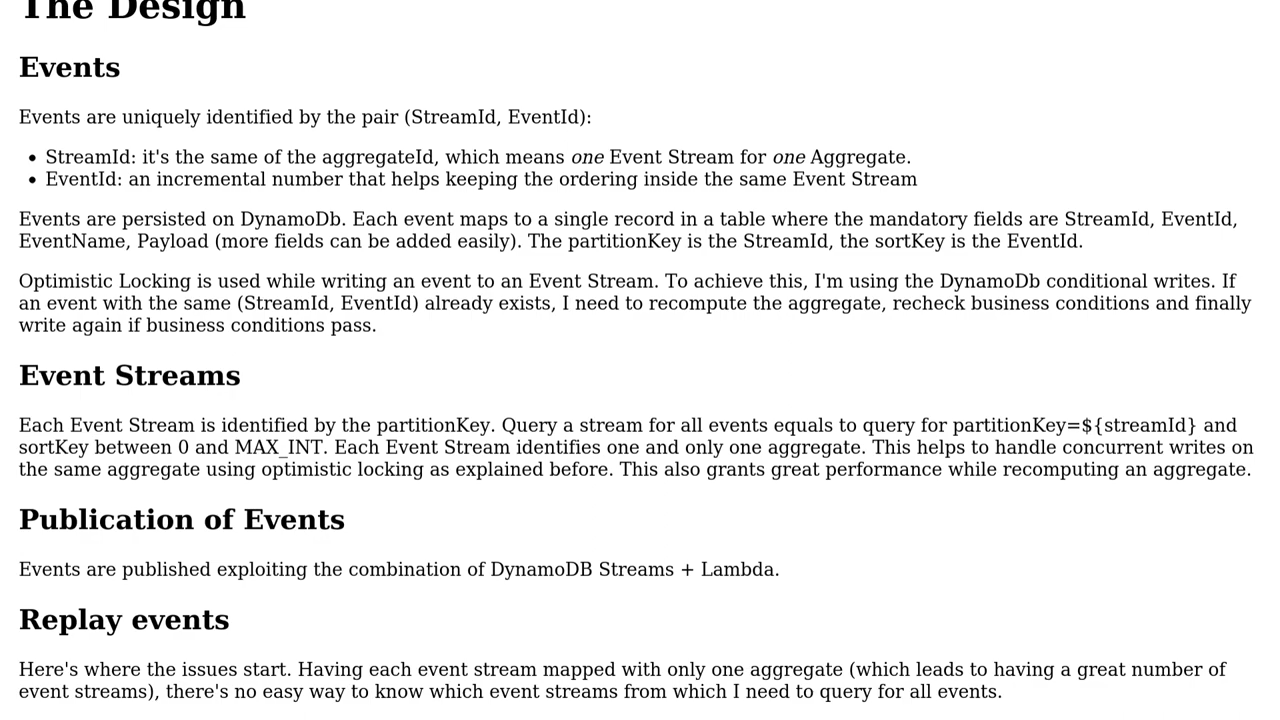 The Design
Events
Events are uniquely identified by the pair (StreamId, EventId):
• StreamId: it's the same of the aggregateId, which means one Event Stream for one Aggregate.
• EventId: an incremental number that helps keeping the ordering inside the same Event Stream
Events are persisted on DynamoDb. Each event maps to a single record in a table where the mandatory fields are StreamId, EventId,
EventName, Payload (more fields can be added easily). The partitionKey is the StreamId, the sortKey is the EventId.
Optimistic Locking is used while writing an event to an Event Stream. To achieve this, I'm using the DynamoDb conditional writes. If
an event with the same (StreamId, EventId) already exists, I need to recompute the aggregate, recheck business conditions and finally
write again if business conditions pass.
Event Streams
Each Event Stream is identified by the partitionKey. Query a stream for all events equals to query for partitionKey=${streamId} and
sortKey between 0 and MAX_INT. Each Event Stream identifies one and only one aggregate. This helps to handle concurrent writes on
the same aggregate using optimistic locking as explained before. This also grants great performance while recomputing an aggregate.
Publication of Events
Events are published exploiting the combination of DynamoDB Streams + Lambda.
Replay events
Here's where the issues start. Having each event stream mapped with only one aggregate (which leads to having a great number of
event streams), there's no easy way to know which event streams from which I need to query for all events.